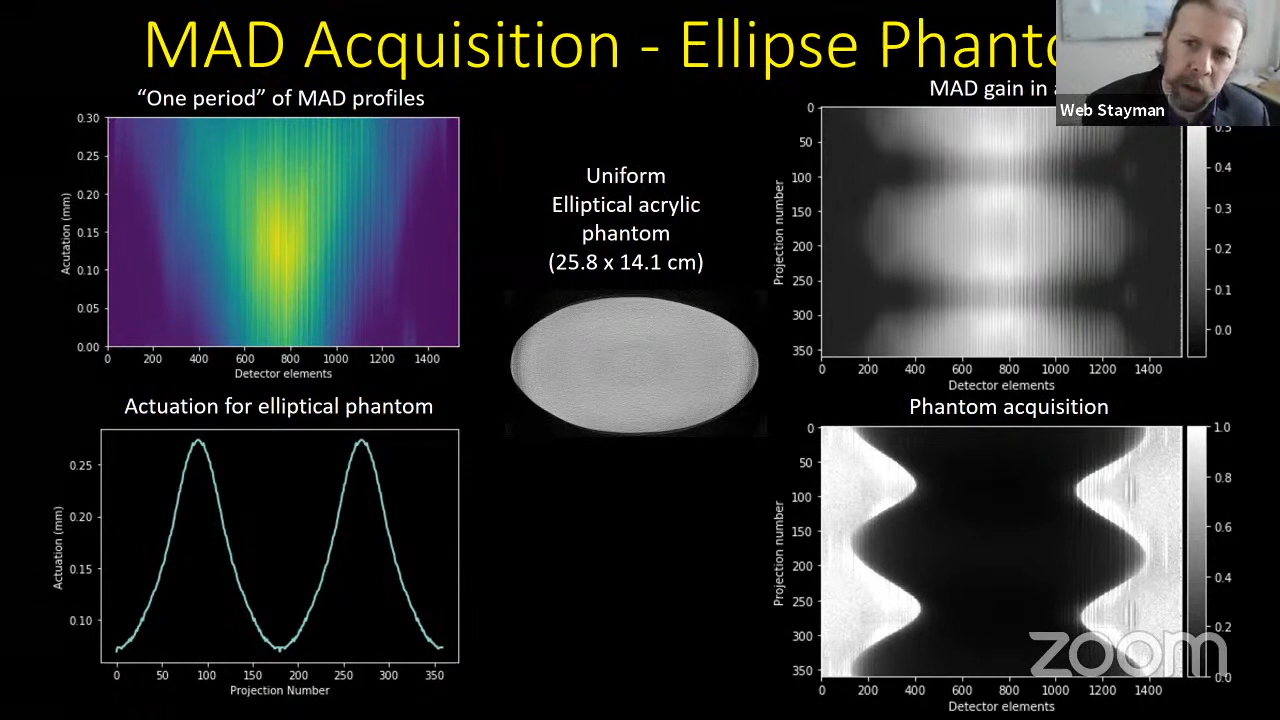 MAD Acquisition - Ellipse
Web Stayman
“One period” of MAD profiles
0.30
0.25
0.20
0.15
0.10
0.05
0.00
Acutation (mm)
0 200 400 600 800 1000 1200 1400
Detector elements
Uniform
Elliptical acrylic
phantom
(25.8 x 14.1 cm)
MAD gain in
0
50
100
150
200
250
300
350
Projection number
0 200 400 600 800 1000 1200 1400
Detector elements
0.5
0.4
0.3
0.2
0.1
0.0
Actuation for elliptical phantom
0.25
0.20
0.15
0.10
Actuation (mm)
0 50 100 150 200 250 300 350
Projection Number
Phantom acquisition
0
50
100
150
200
250
300
350
Projection number
0 200 400 600 800 1000 1200 1400
Detector elements
1.0
0.8
0.6
0.4
0.2
0.0
zoom